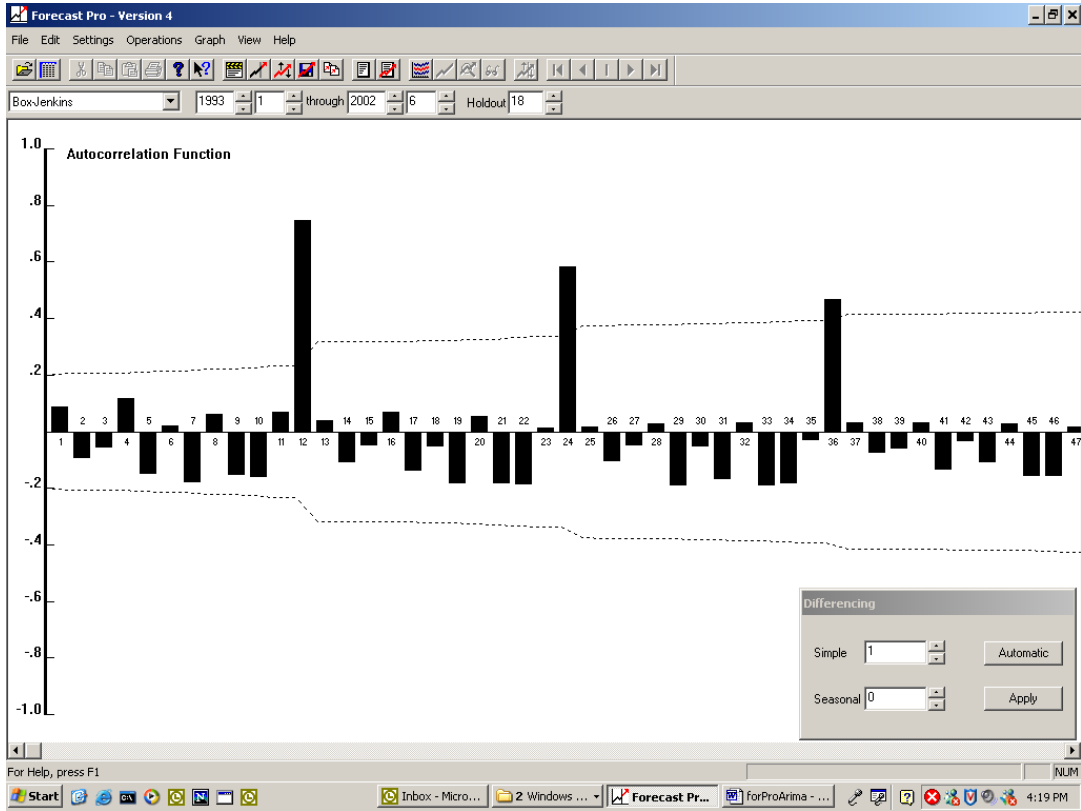 Forecast Pro - Version 4
File Edit Settings Operations Graph View Help
Box-Jenkins 1993 1 through 2002 6 Holdout 18
Autocorrelation Function
1.0
.8
.6
.4
.2
-.2
-.4
-.6
-.8
-1.0
2 3 5 6 8 9 10 13 14 15 17 18 19 21 22 26 27 29 30 31 33 34 35 38 39 41 42 43 45 46
1 4 7 11 12 16 20 23 24 25 28 32 36 37 40 44 47
Differencing
Simple 1 Automatic
Seasonal 0 Apply
For Help, press F1
NUM
Start Inbox - Micro... 2 Windows ... Forecast Pr... forProArima - ... 4:19 PM